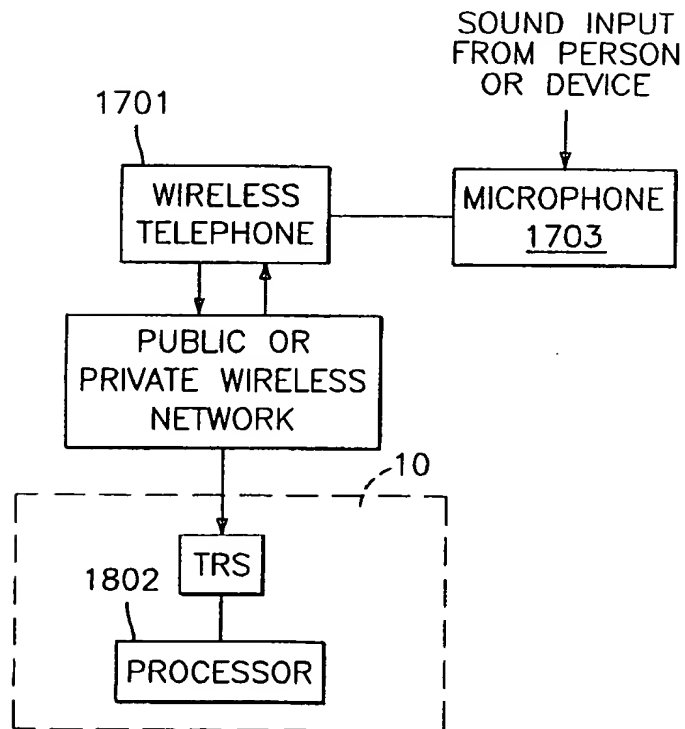 SOUND INPUT
FROM PERSON
OR DEVICE
1701
WIRELESS
TELEPHONE
MICROPHONE
1703
PUBLIC OR
PRIVATE WIRELESS
NETWORK
10
TRS
1802
PROCESSOR